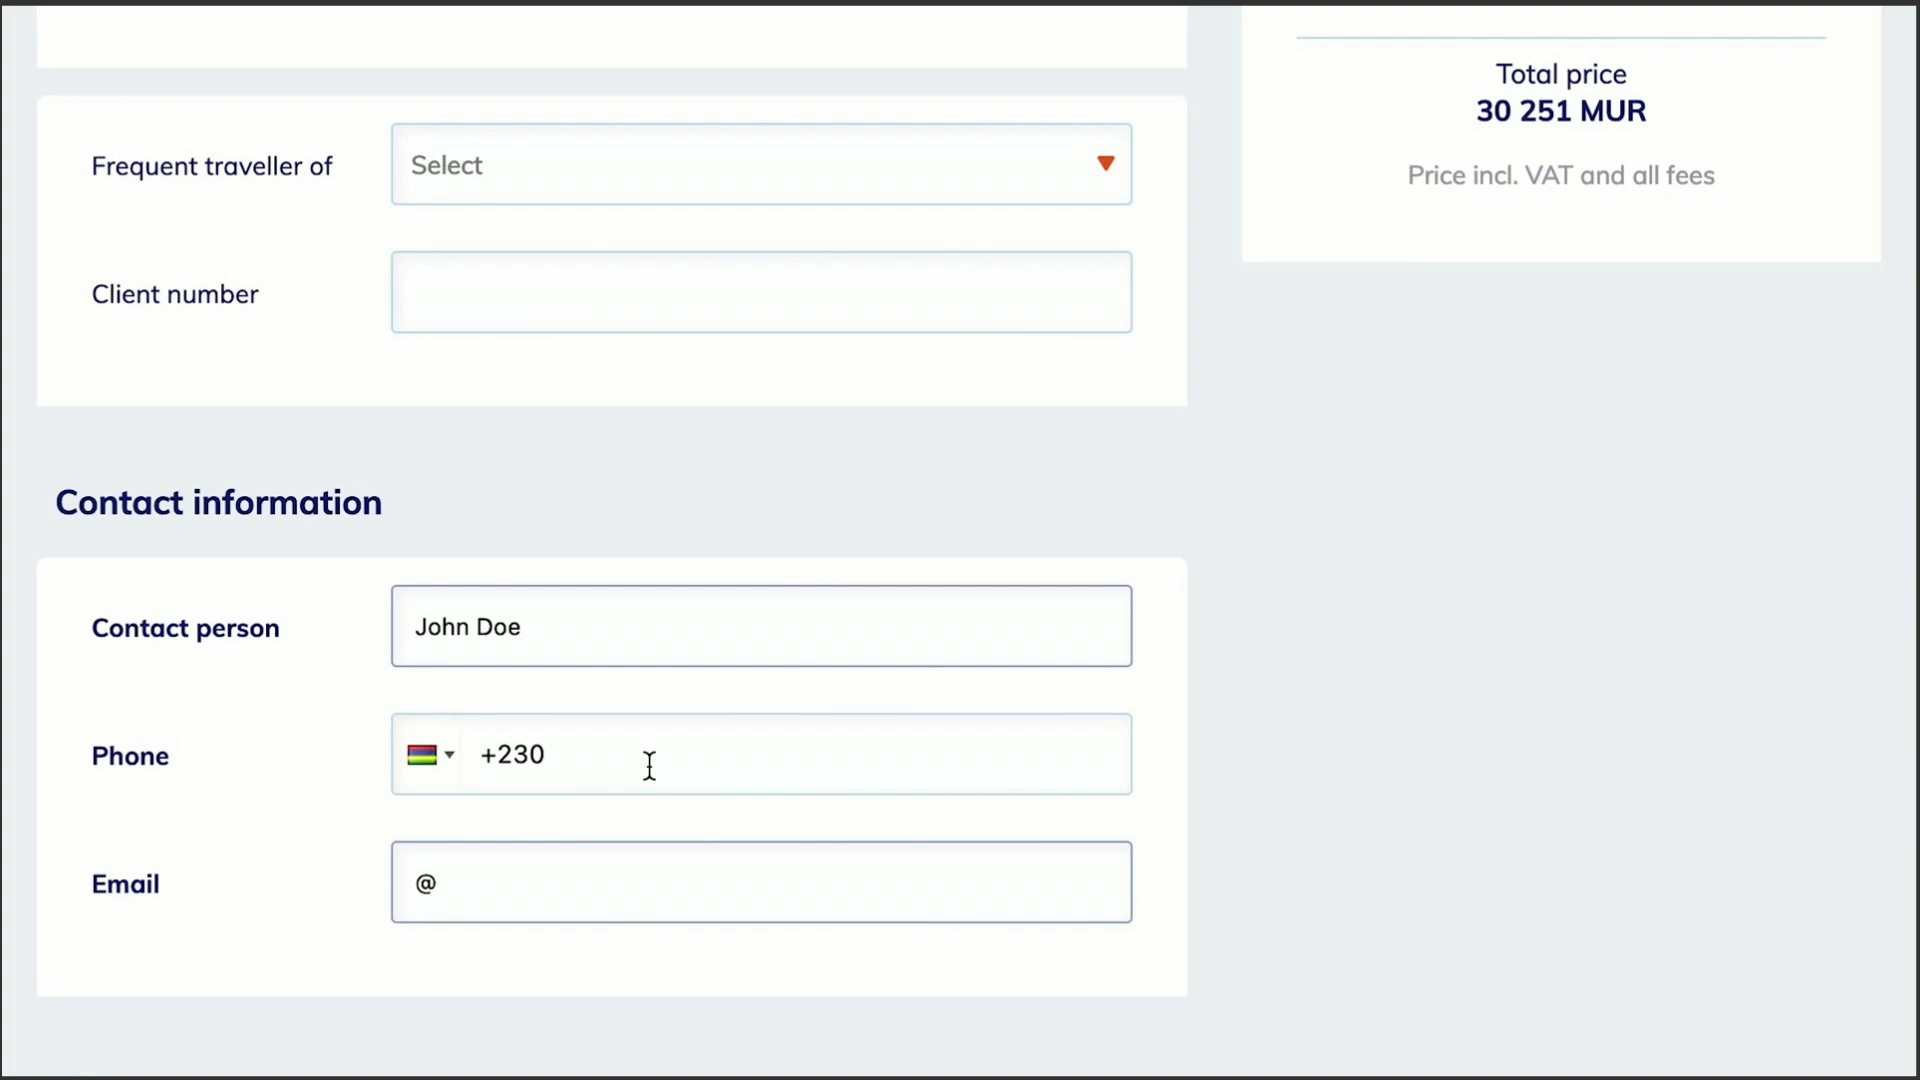 Total price
30 251 MUR
Price incl. VAT and all fees
Frequent traveller of
Select
Client number
Contact information
Contact person
John Doe
Phone
+230
Email
@